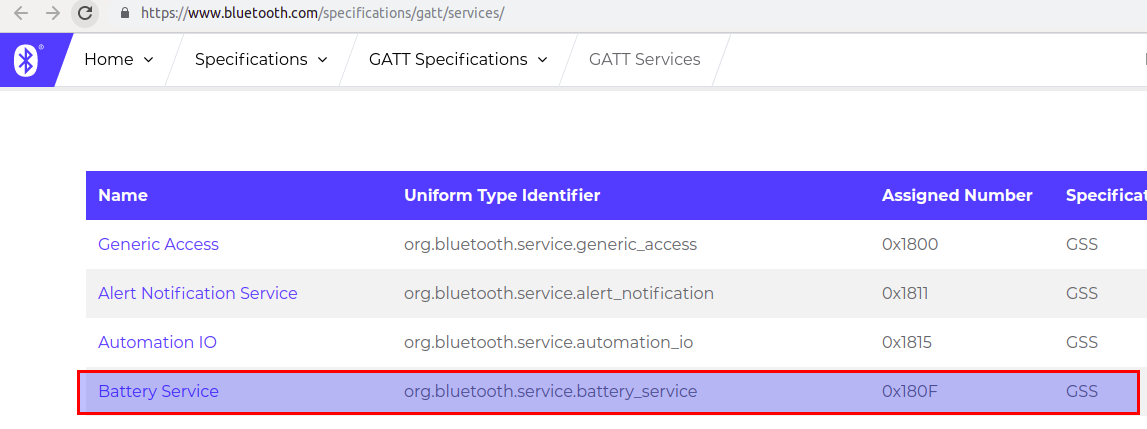 https://www.bluetooth.com/specifications/gatt/services/
Home Specifications GATT Specifications GATT Services
Name Uniform Type Identifier Assigned Number
Generic Access org.bluetooth.service.generic_access 0x1800 GSS
Alert Notification Service org.bluetooth.service.alert_notification 0x1811 GSS
Automation IO org.bluetooth.service.automation_io 0x1815 GSS
Battery Service org.bluetooth.service.battery_service 0x180F GSS